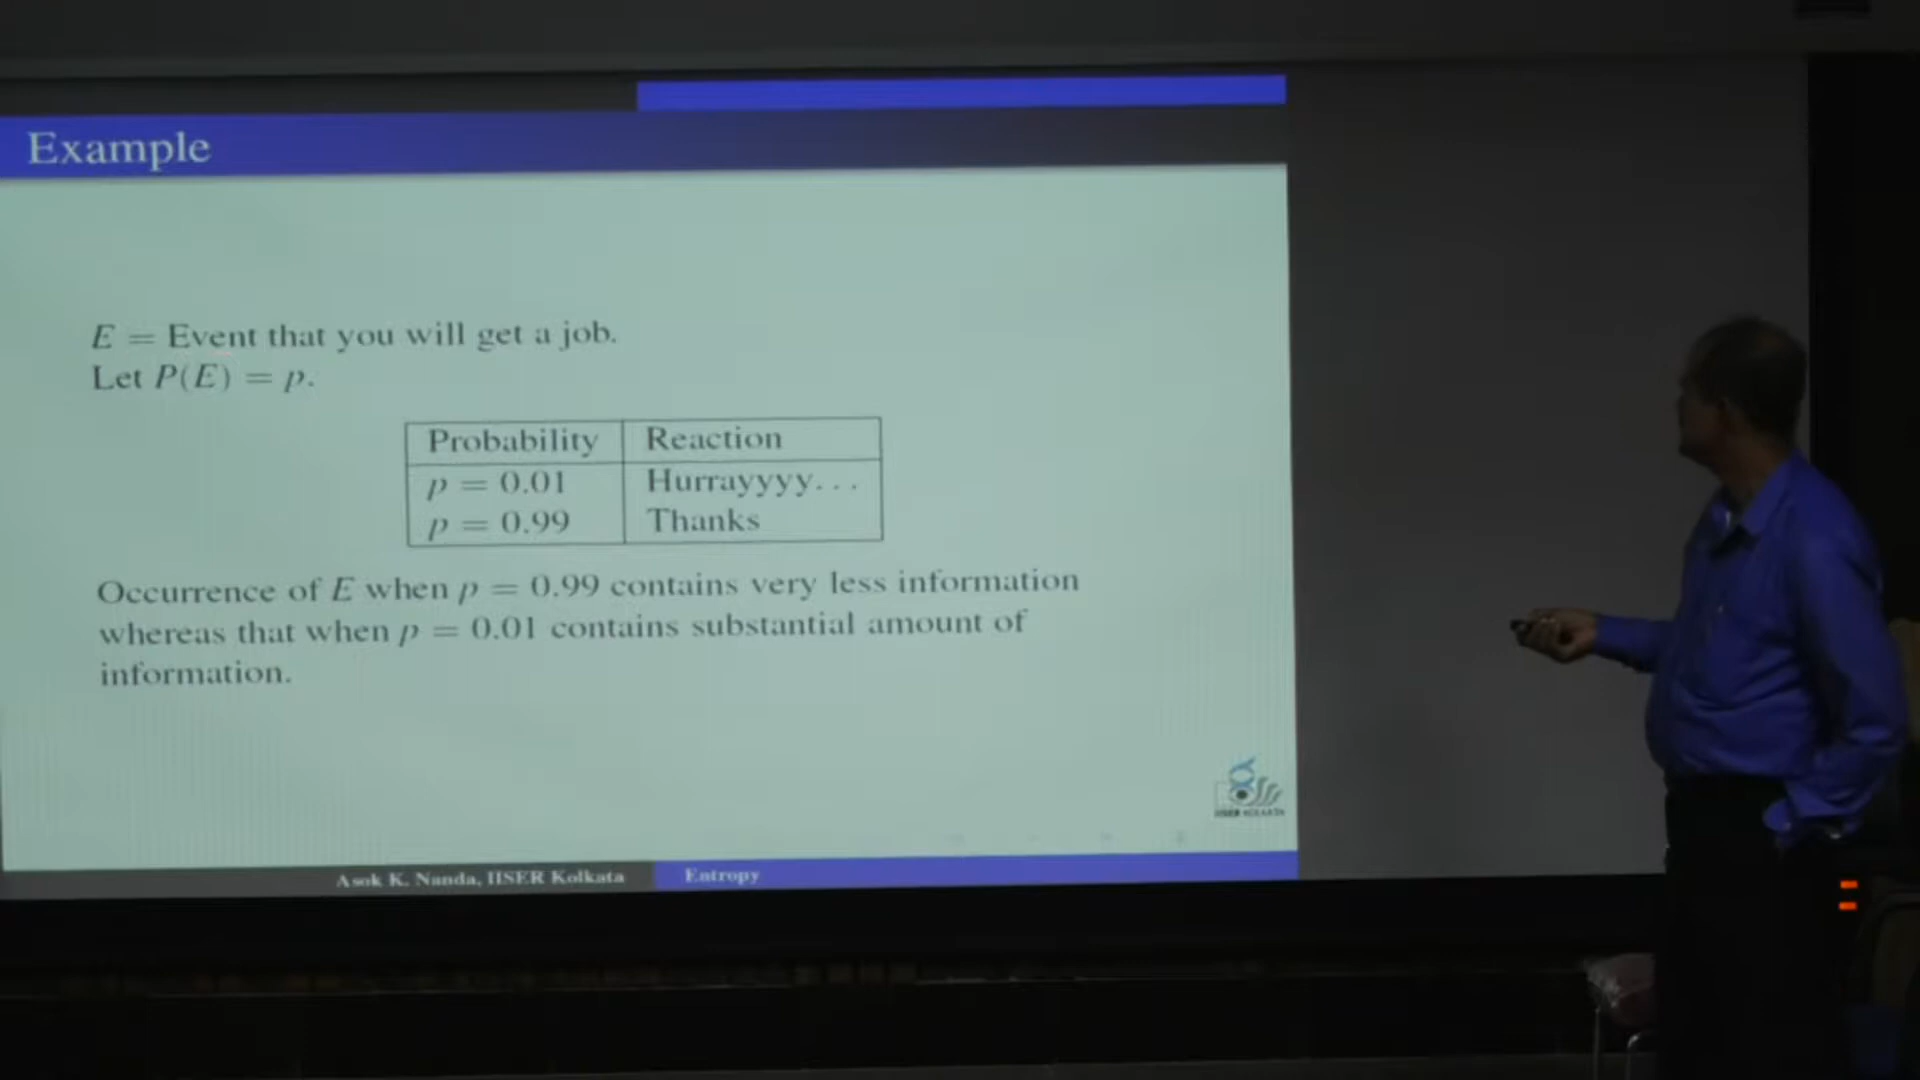 Example
E = Event that you will get a job.
Let P(E) = p.
Probability Reaction
p = 0.01 Hurrayyyy...
p = 0.99 Thanks
Occurrence of E when p = 0.99 contains very less information
whereas that when p = 0.01 contains substantial amount of
information.
IISER KOLKATA
Asok K. Nanda, IISER Kolkata Entropy